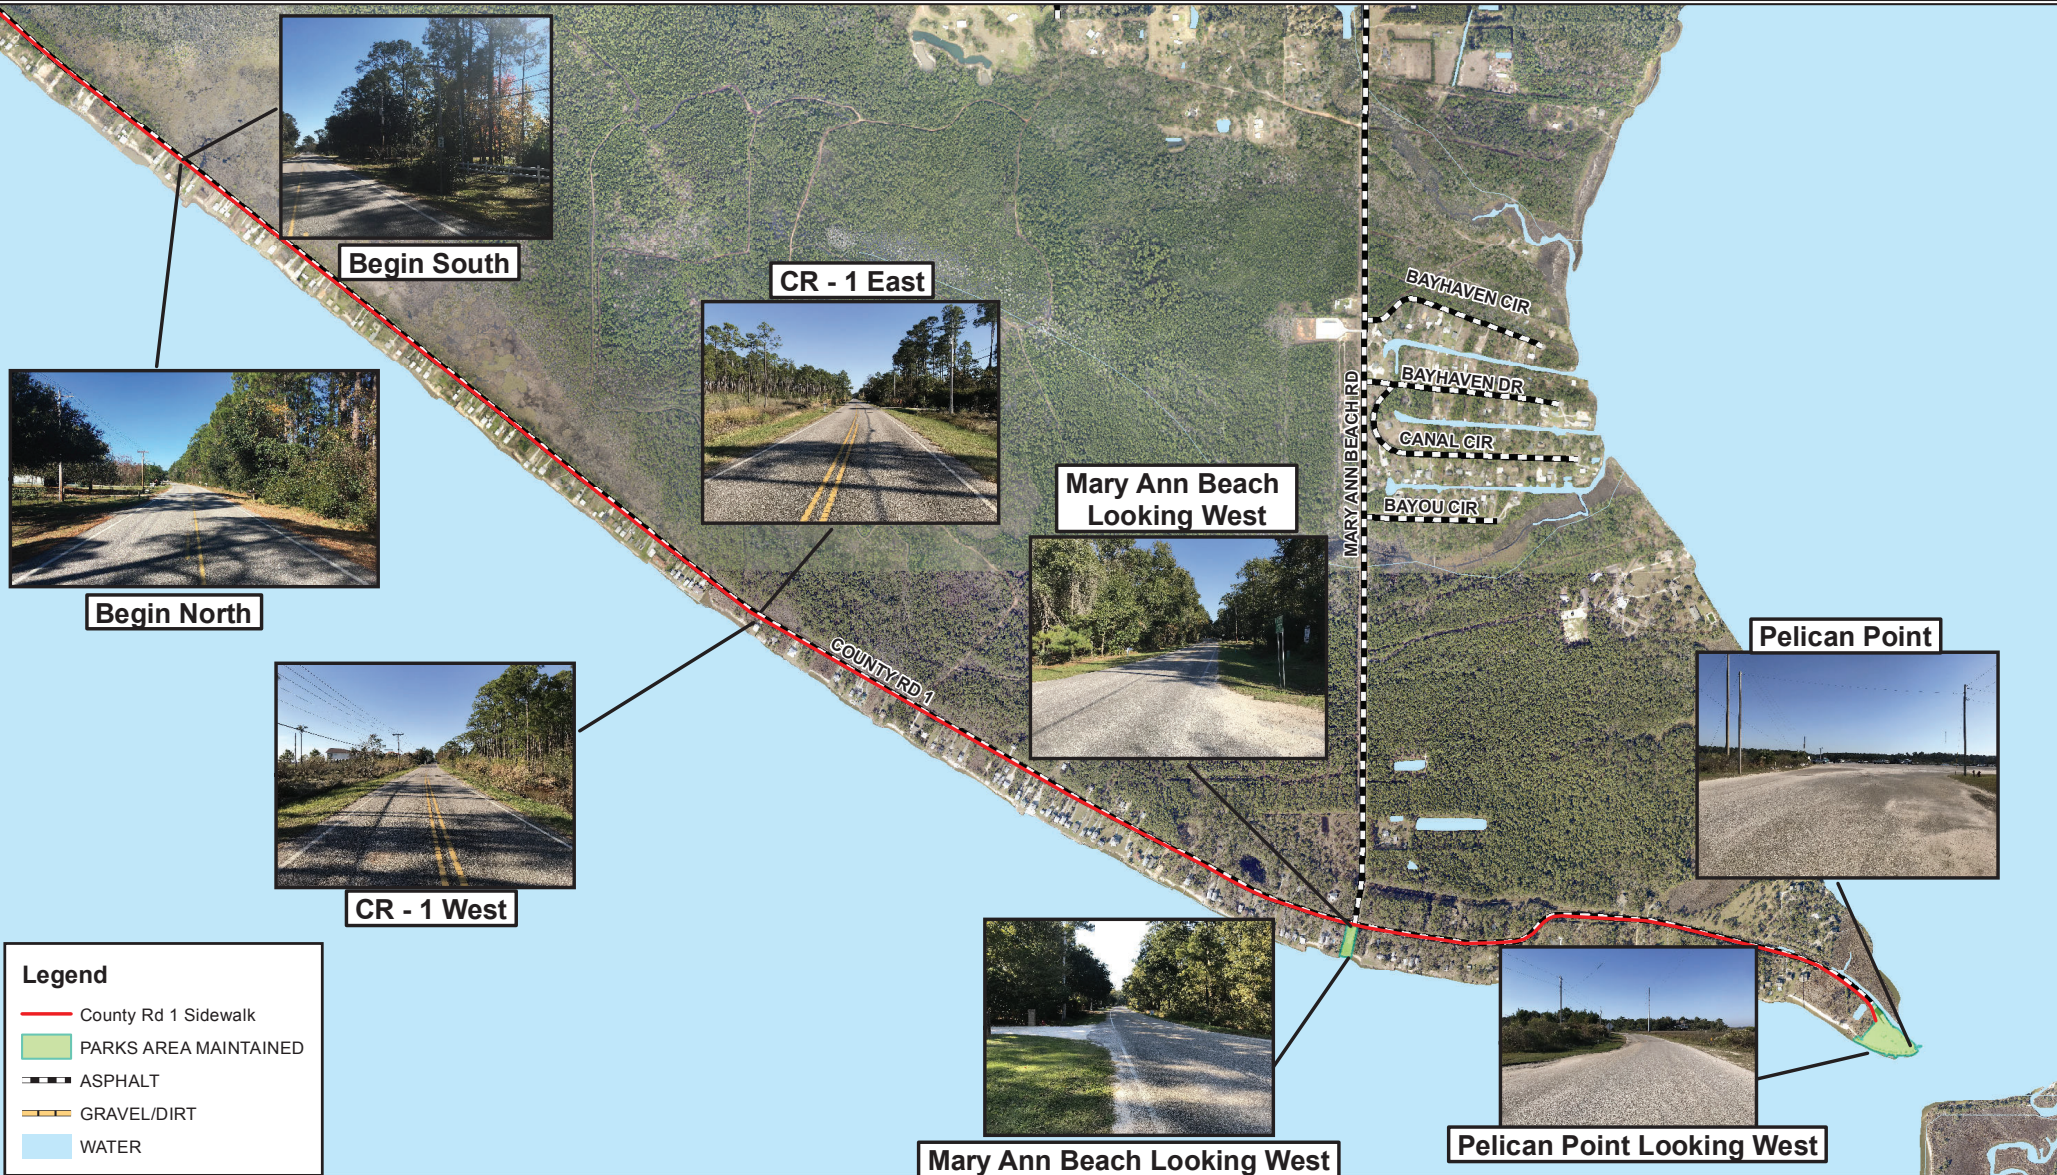 Begin South
CR - 1 East
BAYHAVEN CIR
BAYHAVEN DR
MARY ANN BEACH RD
CANAL CIR
Mary Ann Beach
Looking West
BAYOU CIR
Begin North
Pelican Point
COUNTY RD 1
CR - 1 West
Legend
County Rd 1 Sidewalk
PARKS AREA MAINTAINED
ASPHALT
GRAVEL/DIRT
WATER
Mary Ann Beach Looking West
Pelican Point Looking West